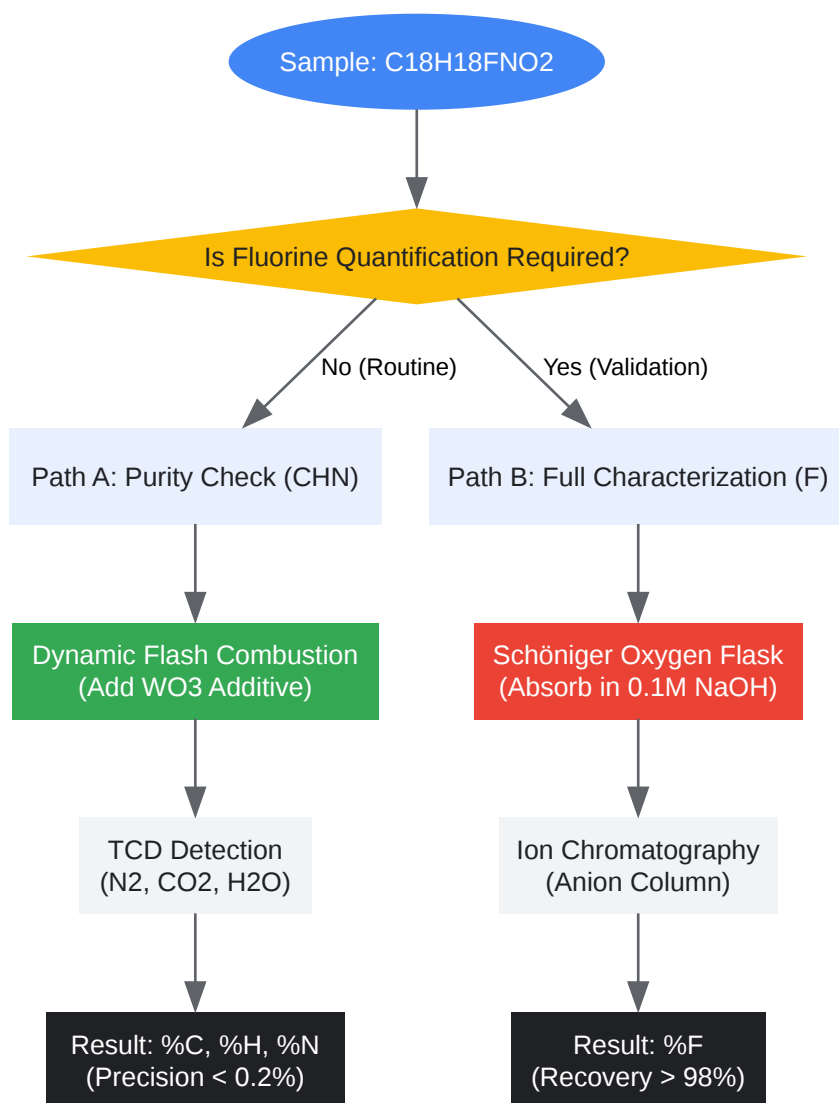 Sample: C18H18FNO2
Is Fluorine Quantification Required?
No (Routine)
Yes (Validation)
Path A: Purity Check (CHN)
Path B: Full Characterization (F)
Dynamic Flash Combustion
(Add WO3 Additive)
Schöniger Oxygen Flask
(Absorb in 0.1M NaOH)
TCD Detection
(N2, CO2, H2O)
Ion Chromatography
(Anion Column)
Result: %C, %H, %N
(Precision < 0.2%)
Result: %F
(Recovery > 98%)